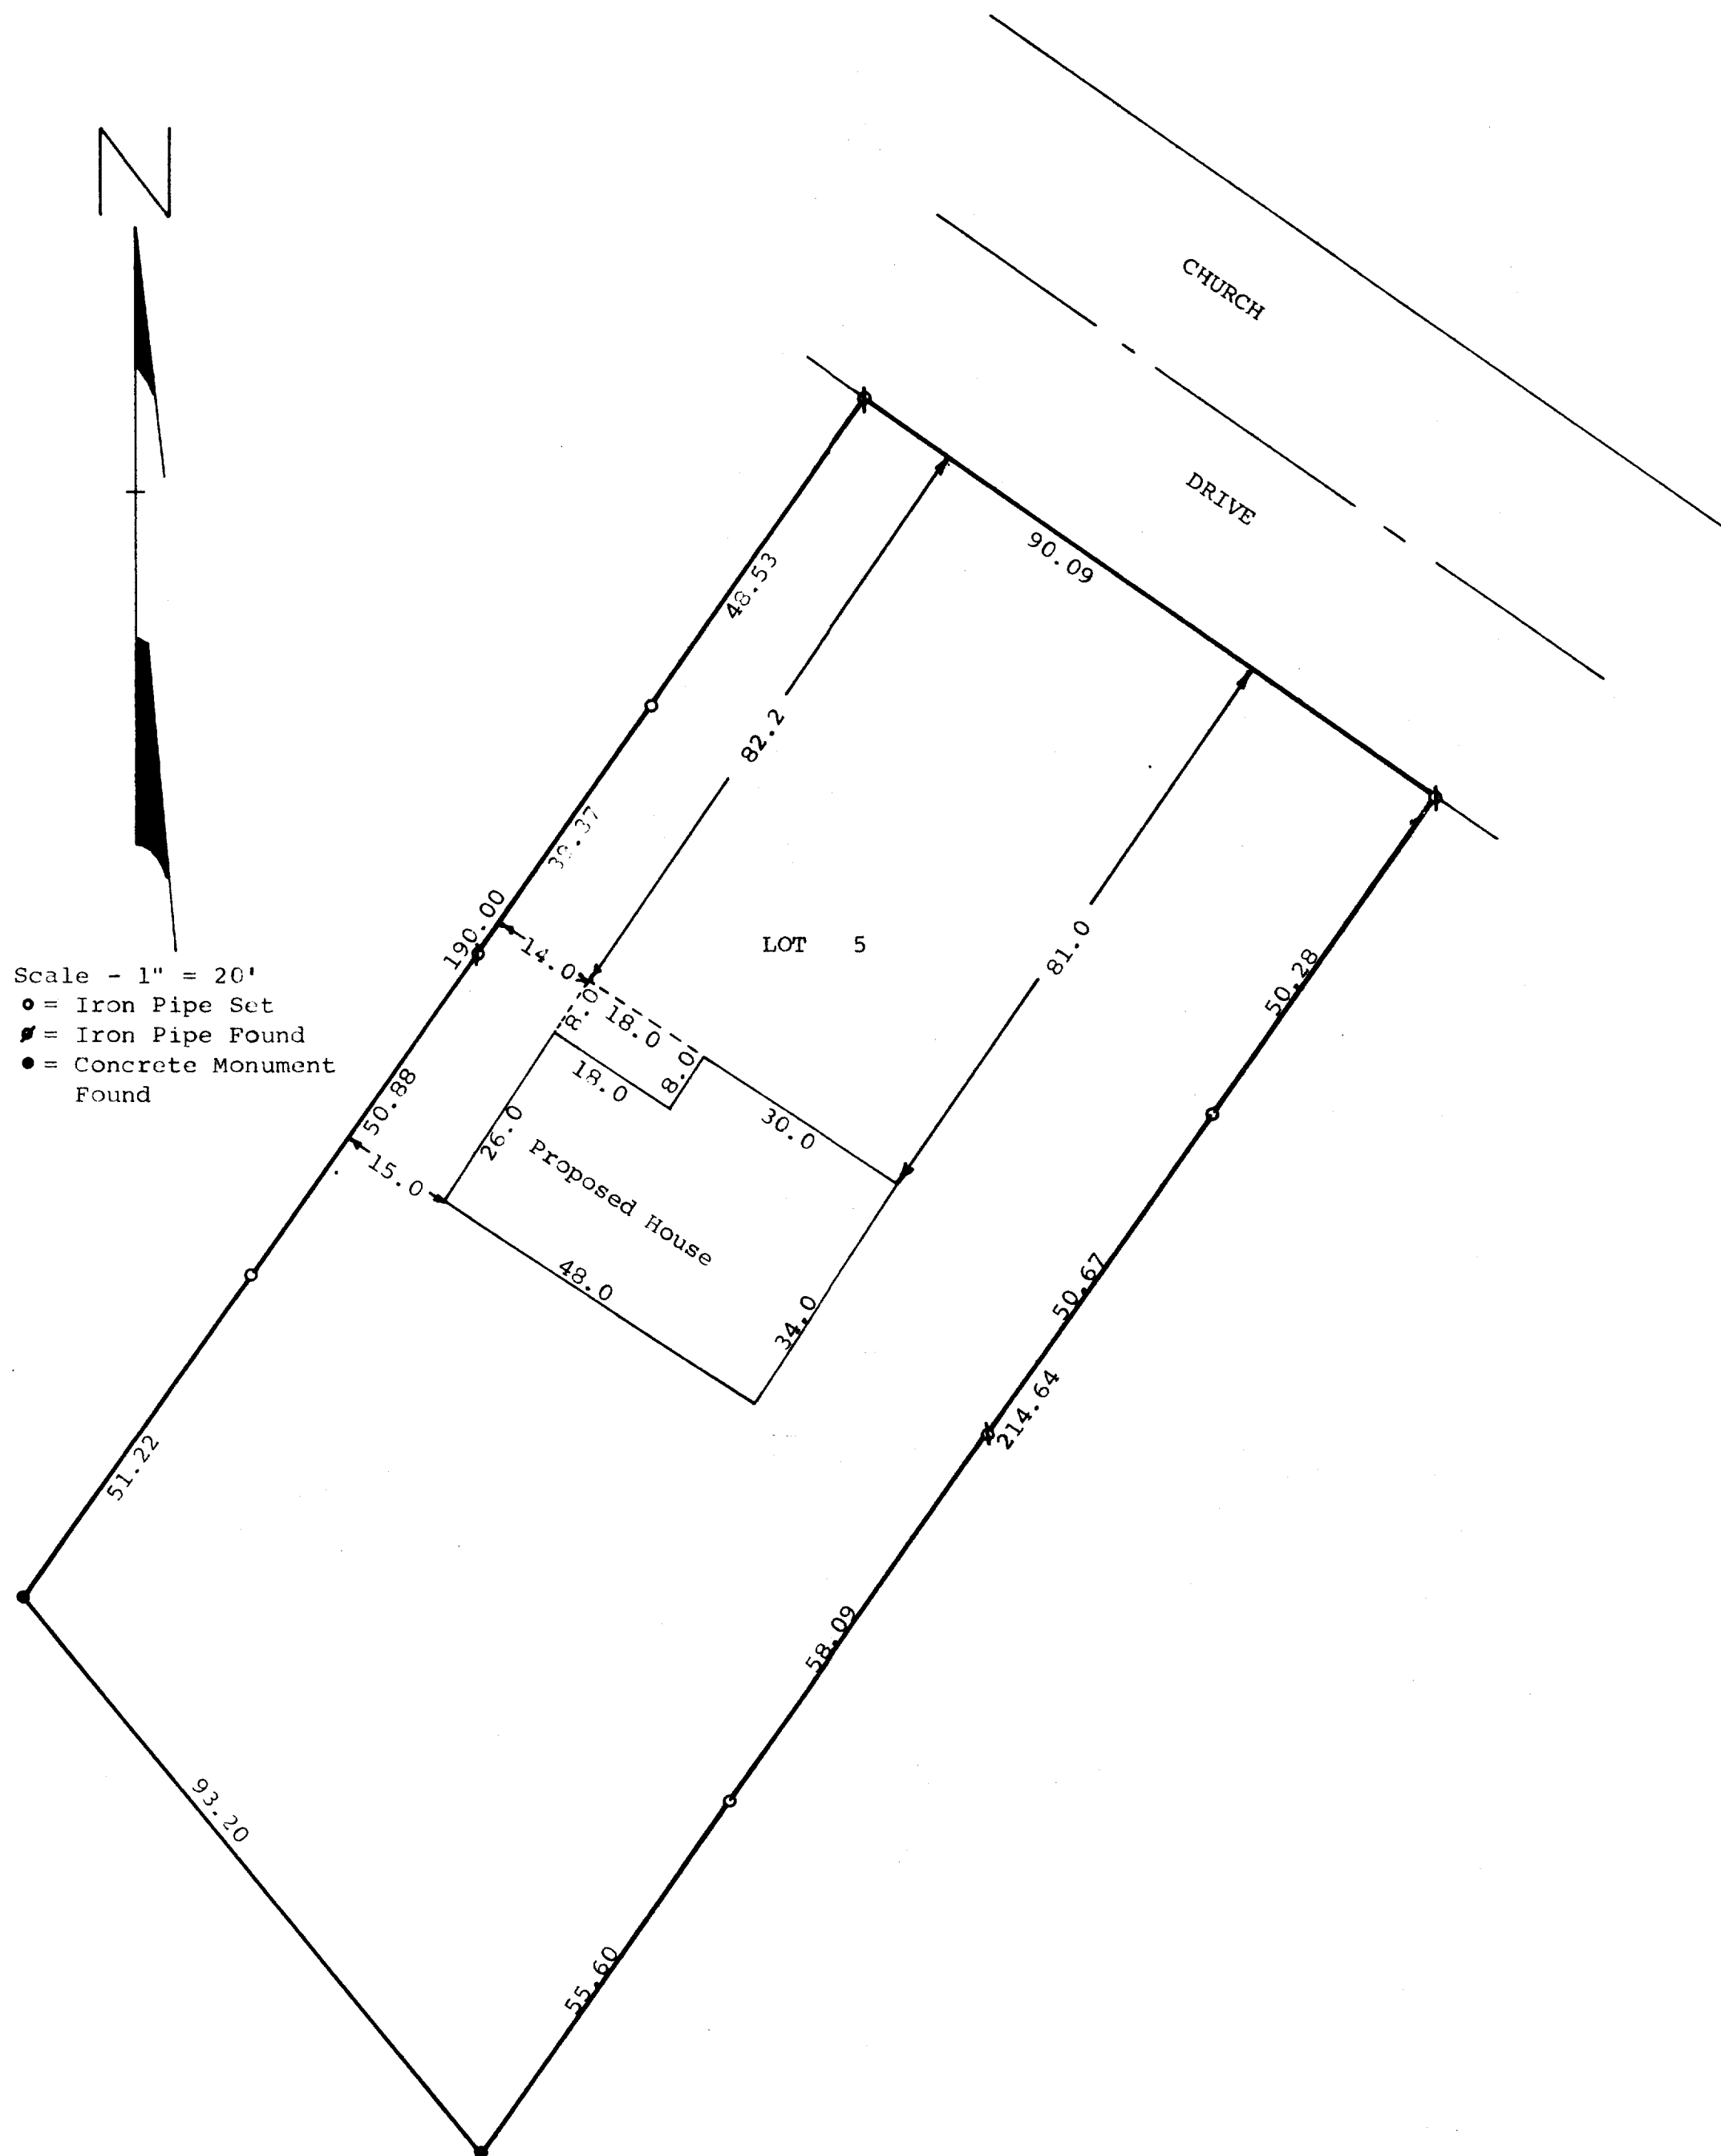 N
CHURCH
DRIVE
90.09
48.53
82.2
39.37
190.00
14.0
LOT 5
81.0
50.28
Scale - 1" = 20'
= Iron Pipe Set
= Iron Pipe Found
= Concrete Monument
Found
8.0
18.0
8.0
18.0
30.0
50.88
26.0
15.0
Proposed House
48.0
34.0
50.67
214.64
51.22
58.09
93.20
55.60